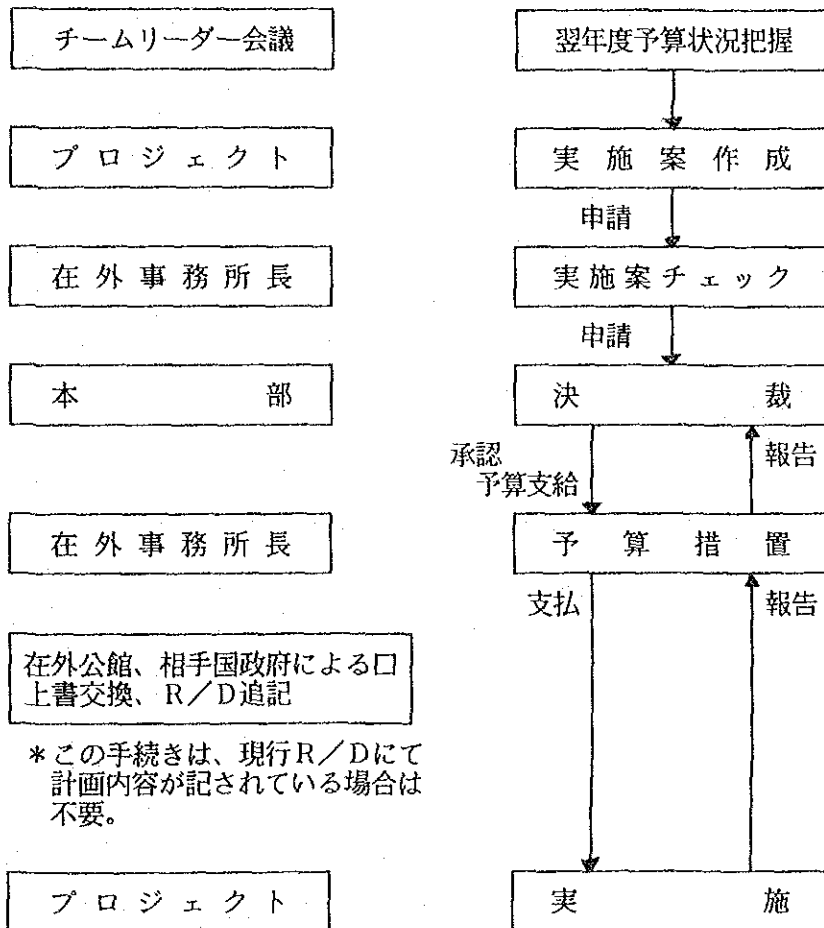 チームリーダー会議
翌年度予算状況把握
プロジェクト
実施案作成
申請
在外事務所長
実施案チェック
申請
本部
決裁
承認
予算支給
報告
在外事務所長
予算措置
支払
報告
在外公館、相手国政府による口
上書交換、R／D追記
＊この手続きは、現行R／Dにて
計画内容が記されている場合は
不要。
プロジェクト
実施